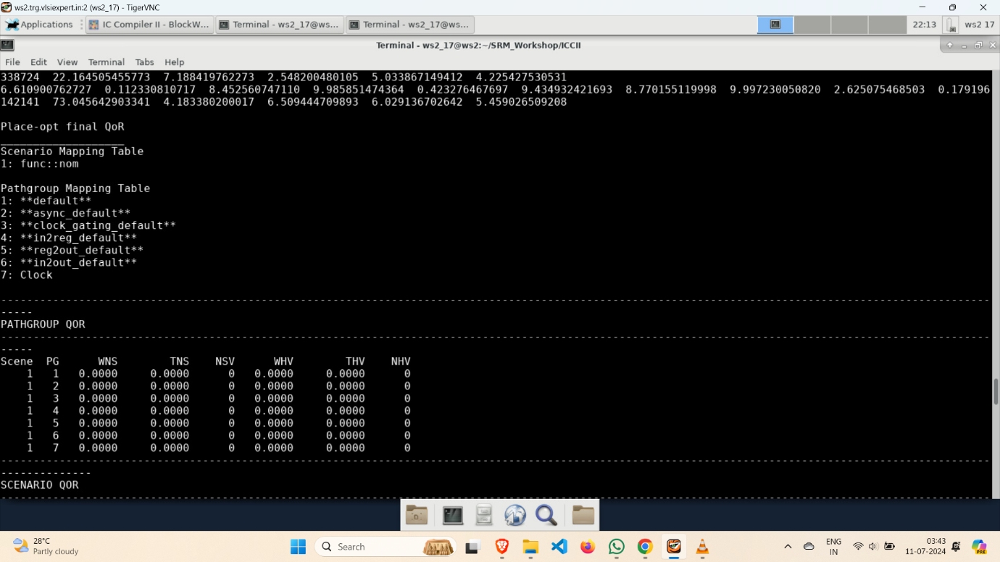 ws2.trg.vlsiexpert.in:2 (ws2_17) - TigerVNC
Applications
IC Compiler II - BlockW...
Terminal - ws2_17@ws...
Terminal - ws2_17@ws...
22:13
ws2 17
Terminal - ws2_17@ws2:~/SRM_Workshop/ICCII
File Edit View Terminal Tabs Help
338724  22.164505455773  7.188419762273  2.548200480105  5.033867149412  4.225427530531
6.610900762727  0.112330810717  8.452560747110  9.985851474364  0.423276467697  9.434932421693  8.770155119998  9.997230050820  2.625075468503  0.179196
142141  73.045642903341  4.183380200017  6.509444709893  6.029136702642  5.459026509208
Place-opt final QoR
___________________
Scenario Mapping Table
1: func::nom
Pathgroup Mapping Table
1: **default**
2: **async_default**
3: **clock_gating_default**
4: **in2reg_default**
5: **reg2out_default**
6: **in2out_default**
7: Clock
-----
PATHGROUP QOR
-----
Scene  PG      WNS        TNS    NSV      WHV        THV    NHV
1   1   0.0000     0.0000      0   0.0000     0.0000      0
1   2   0.0000     0.0000      0   0.0000     0.0000      0
1   3   0.0000     0.0000      0   0.0000     0.0000      0
1   4   0.0000     0.0000      0   0.0000     0.0000      0
1   5   0.0000     0.0000      0   0.0000     0.0000      0
1   6   0.0000     0.0000      0   0.0000     0.0000      0
1   7   0.0000     0.0000      0   0.0000     0.0000      0
--------------
SCENARIO QOR
28°C
Partly cloudy
Search
ENG
IN
03:43
11-07-2024
PRE